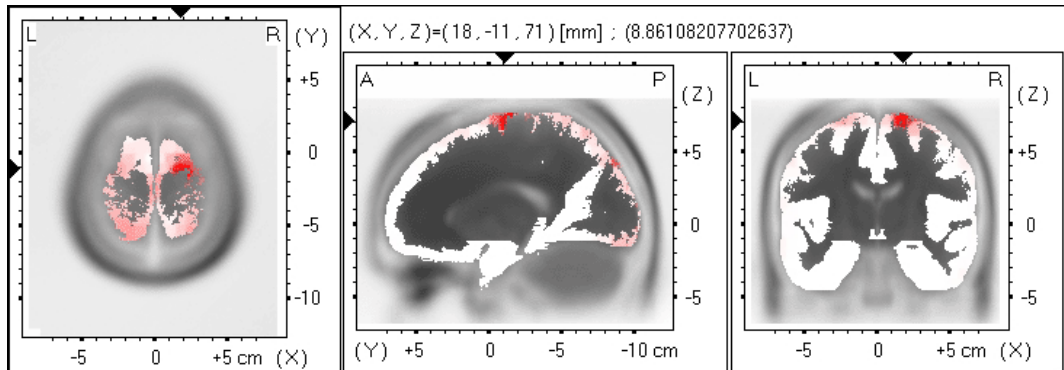 (X,Y,Z)=(18,-11,71)[mm] ; (8.86108207702637)
L R (Y)
+5
0
-5
-10
-5 0 +5 cm (X)
A P (Z)
+5
0
-5
(Y) +5 0 -5 -10 cm
L R (Z)
+5
0
-5
-5 0 +5 cm (X)